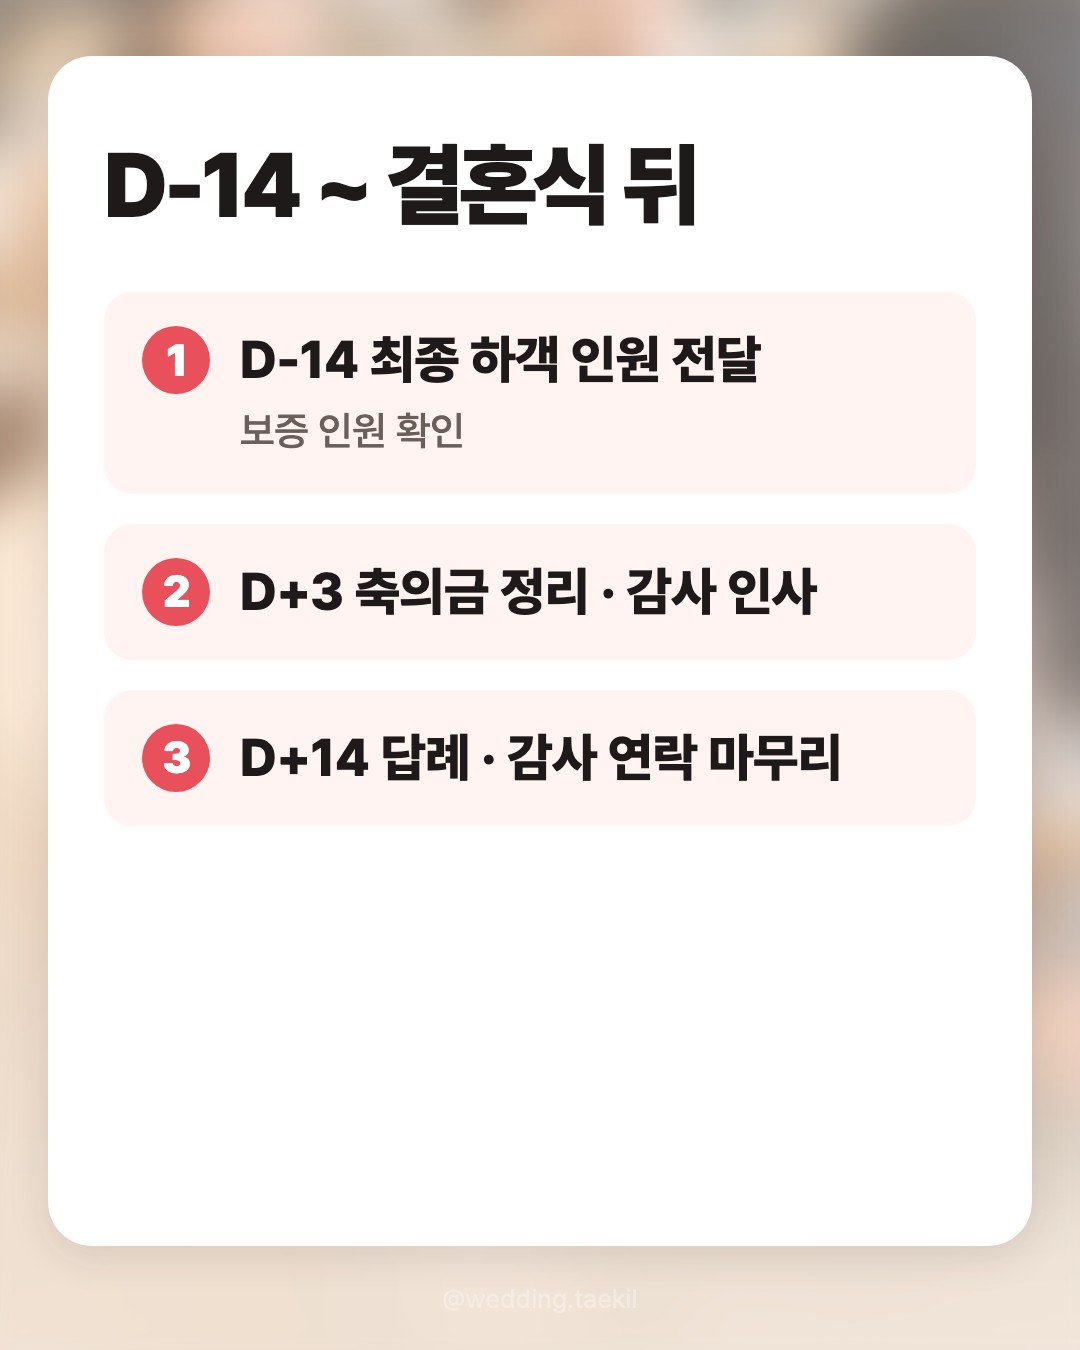 D-14 ~ 결혼식 뒤
1 D-14 최종 하객 인원 전달
보증 인원 확인
2 D+3 축의금 정리 · 감사 인사
3 D+14 답례 · 감사 연락 마무리
@wedding.taekil